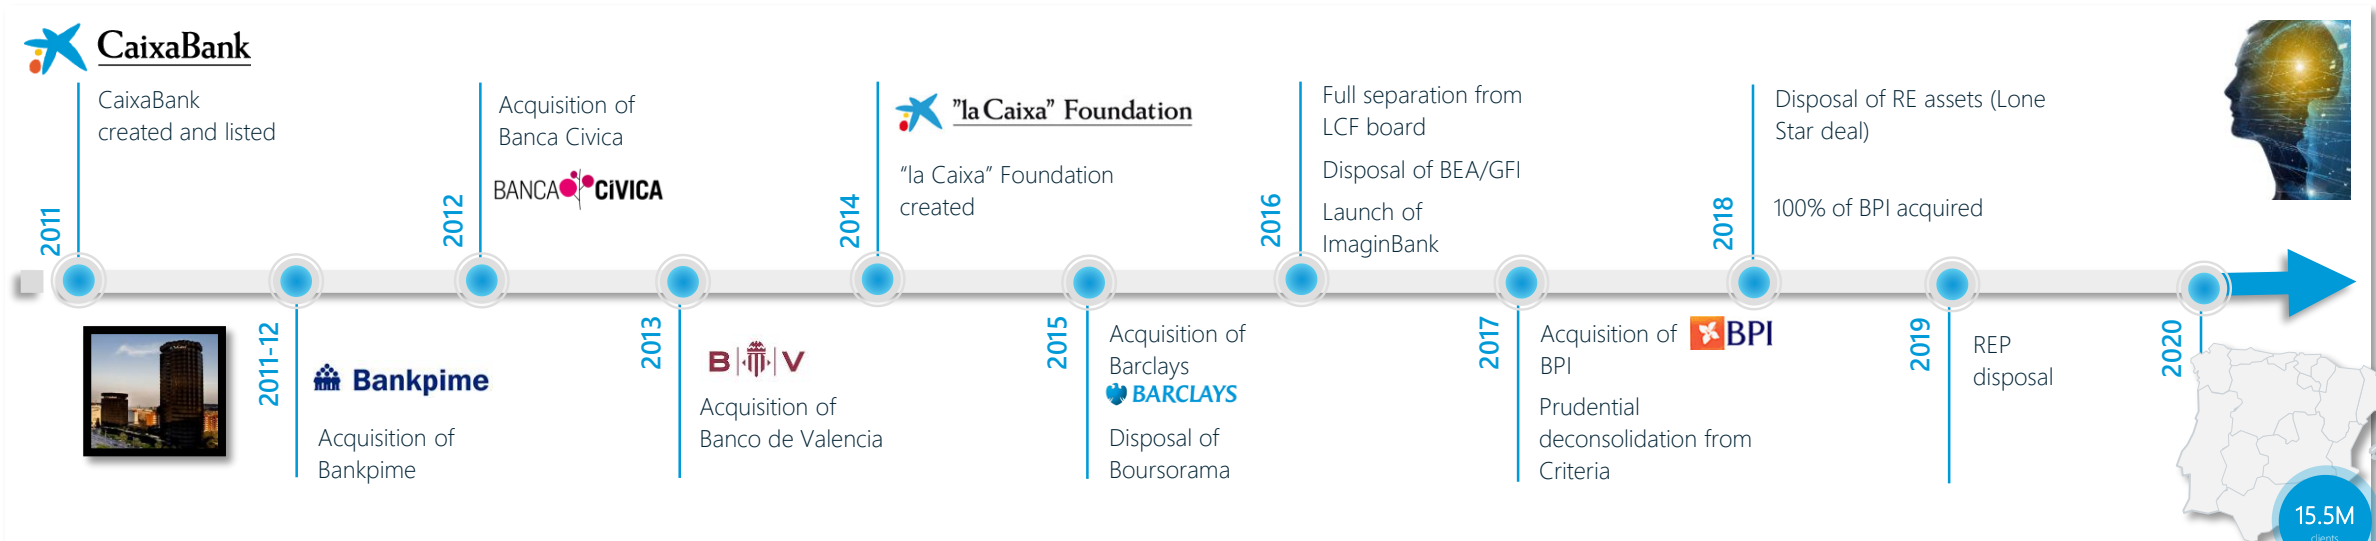 CaixaBank
CaixaBank
created and listed
2011
2011-12
Bankpime
Acquisition of
Bankpime
2012
Acquisition of
Banca Civica
BANCA CÍVICA
2013
B V
Acquisition of
Banco de Valencia
2014
"la Caixa" Foundation
"la Caixa" Foundation
created
2015
Acquisition of
Barclays
BARCLAYS
Disposal of
Boursorama
2016
Full separation from
LCF board
Disposal of BEA/GFI
Launch of
ImaginBank
2017
Acquisition of
BPI
BPI
Prudential
deconsolidation from
Criteria
2018
Disposal of RE assets (Lone
Star deal)
100% of BPI acquired
2019
REP
disposal
2020
15.5M
clients